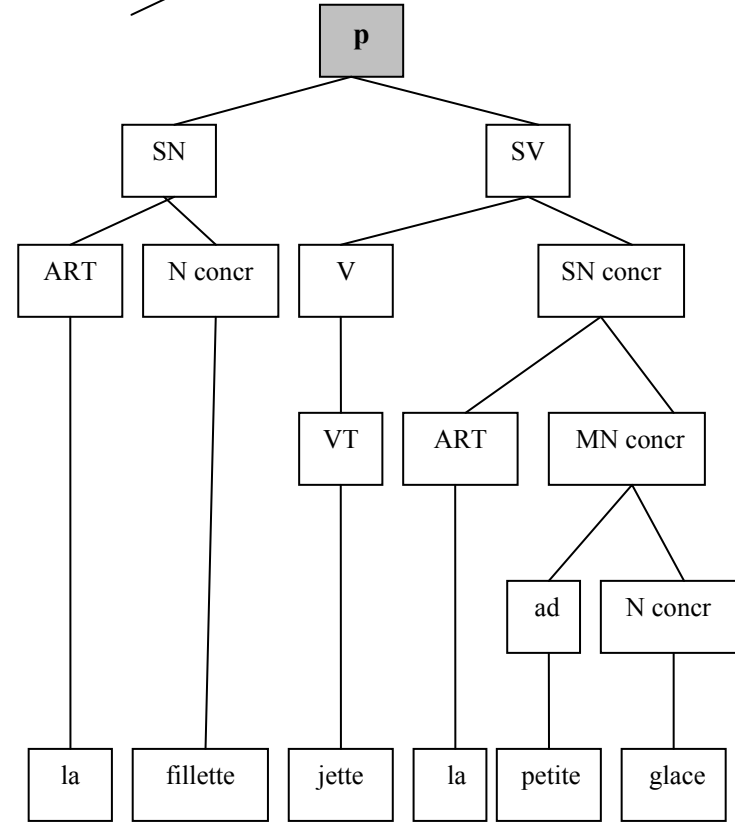 p
SN SV
ART N concr V SN concr
VT ART MN concr
ad N concr
la fillette jette la petite glace